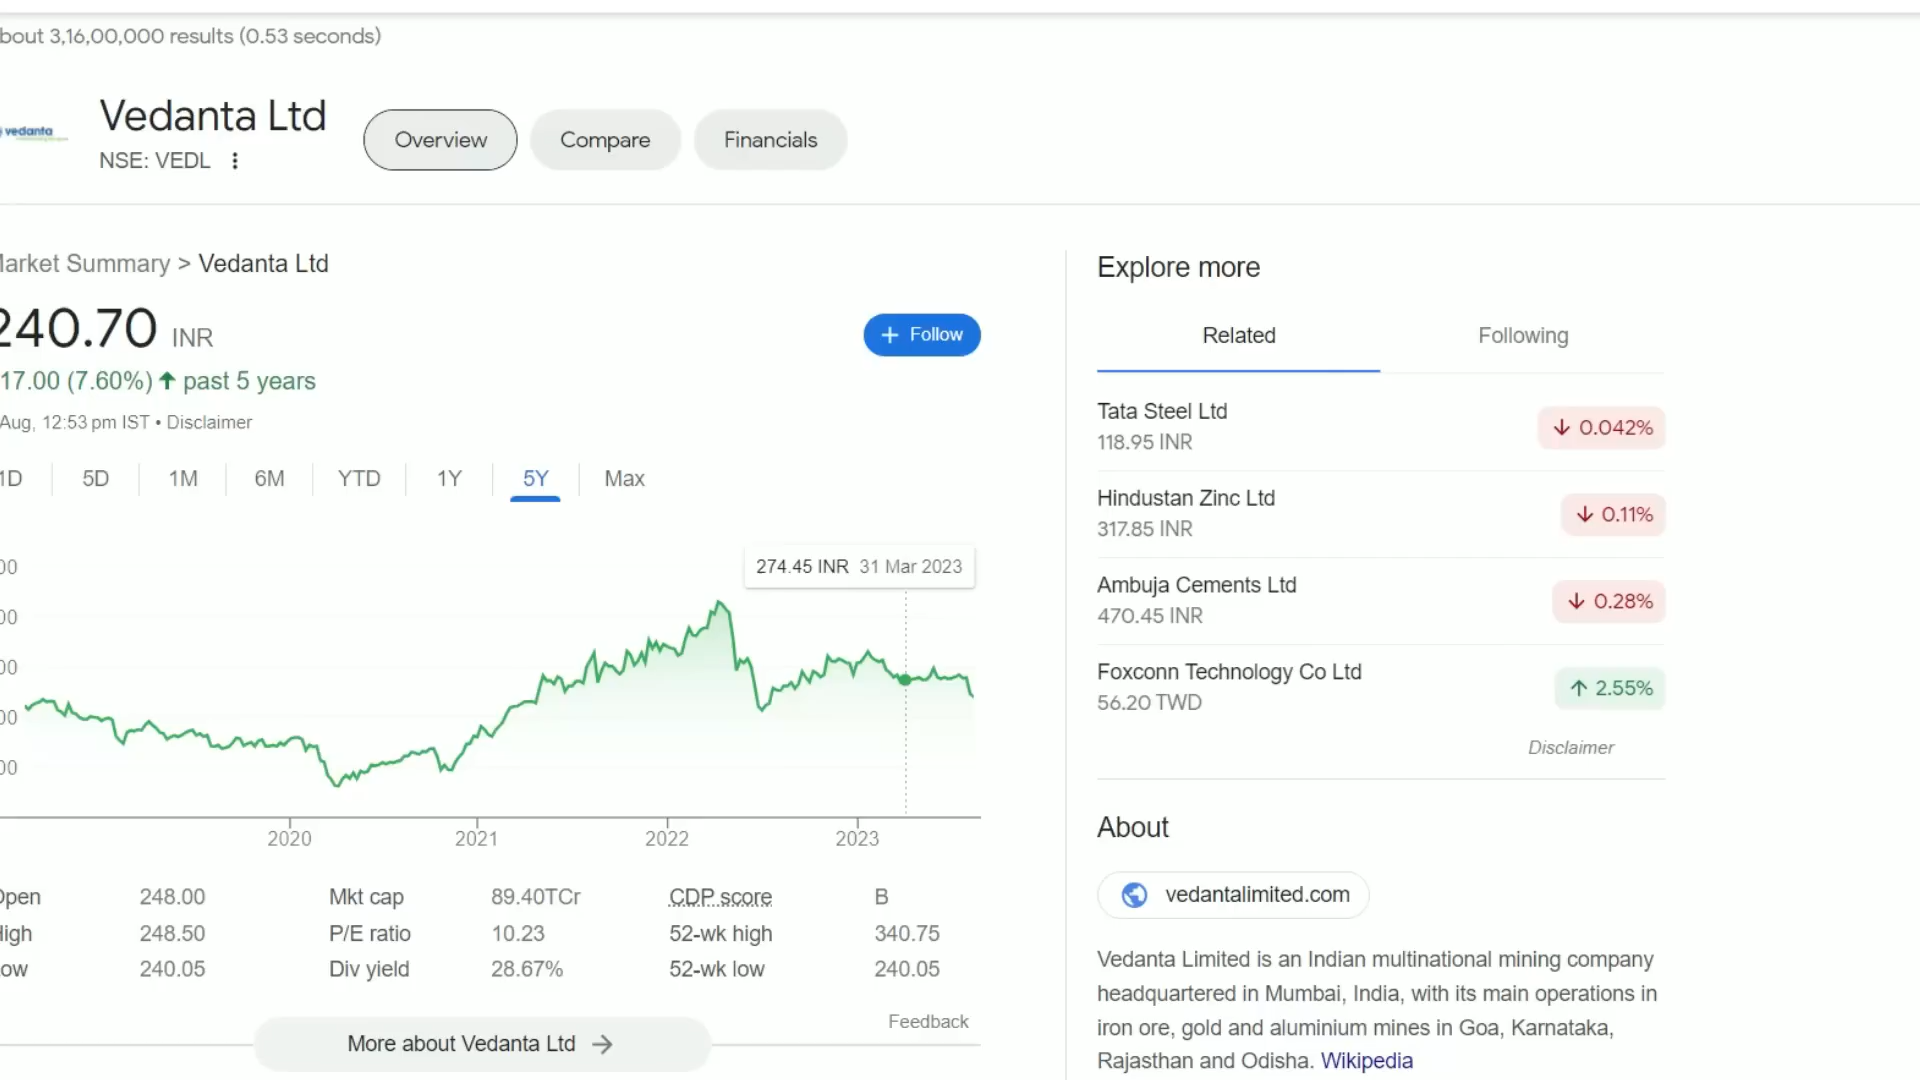 bout 3,16,00,000 results (0.53 seconds)
vedanta
Vedanta Ltd
NSE: VEDL
Overview
Compare
Financials
arket Summary > Vedanta Ltd
240.70 INR
+ Follow
17.00 (7.60%) past 5 years
Aug, 12:53 pm IST • Disclaimer
1D 5D 1M 6M YTD 1Y 5Y Max
274.45 INR 31 Mar 2023
00
00
00
00
00
2020 2021 2022 2023
Open 248.00 Mkt cap 89.40TCr CDP score B
High 248.50 P/E ratio 10.23 52-wk high 340.75
ow 240.05 Div yield 28.67% 52-wk low 240.05
Feedback
More about Vedanta Ltd
Explore more
Related Following
Tata Steel Ltd
118.95 INR
0.042%
Hindustan Zinc Ltd
317.85 INR
0.11%
Ambuja Cements Ltd
470.45 INR
0.28%
Foxconn Technology Co Ltd
56.20 TWD
2.55%
Disclaimer
About
vedantalimited.com
Vedanta Limited is an Indian multinational mining company
headquartered in Mumbai, India, with its main operations in
iron ore, gold and aluminium mines in Goa, Karnataka,
Rajasthan and Odisha. Wikipedia